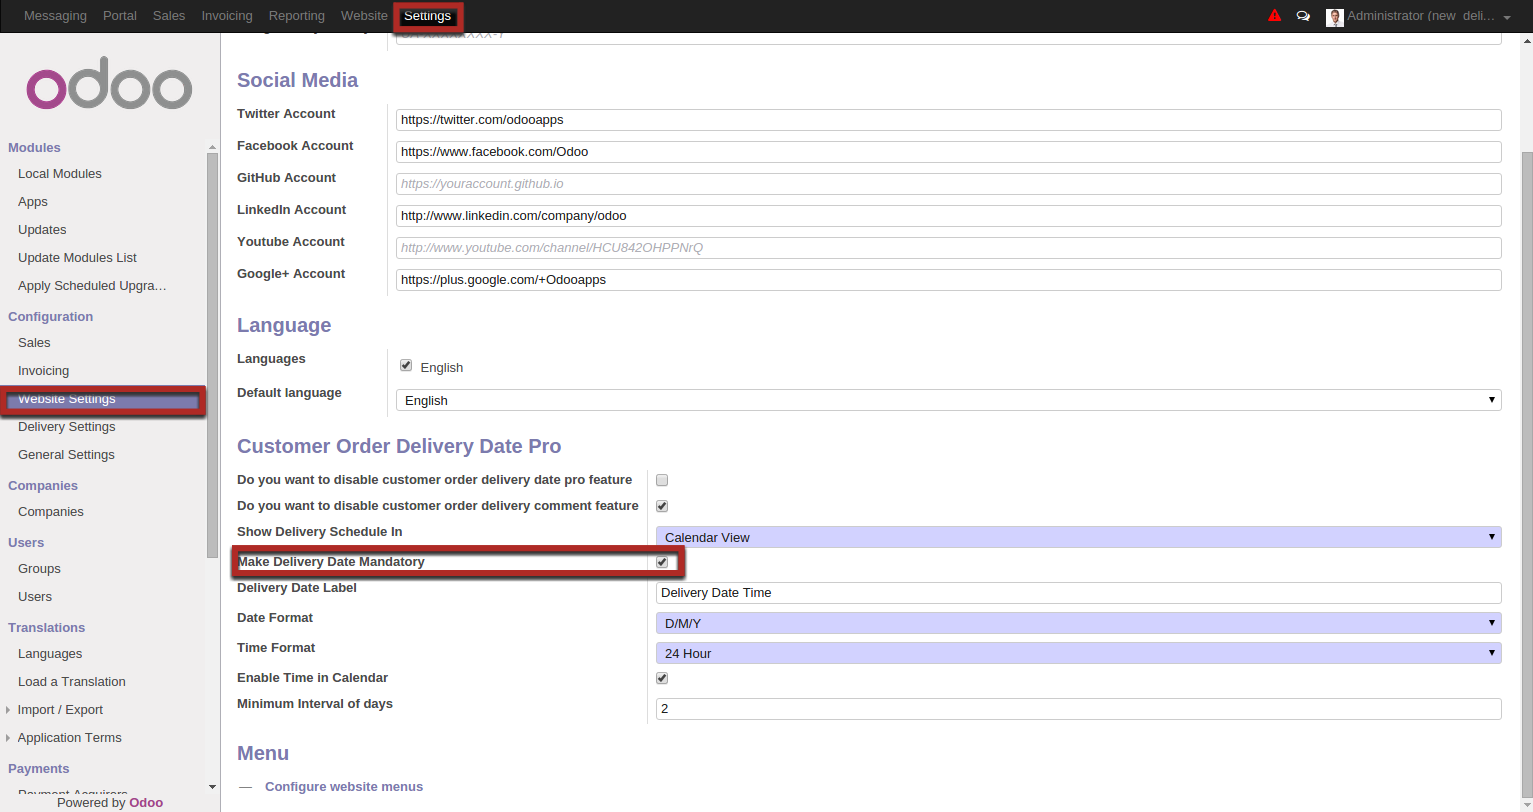 Messaging Portal Sales Invoicing Reporting Website Settings Administrator (new_deli...
odoo
Modules
Local Modules
Apps
Updates
Update Modules List
Apply Scheduled Upgra...
Configuration
Sales
Invoicing
Website Settings
Delivery Settings
General Settings
Companies
Companies
Users
Groups
Users
Translations
Languages
Load a Translation
Import / Export
Application Terms
Payments
Payment Acquirers
Powered by Odoo
Social Media
Twitter Account https://twitter.com/odooapps
Facebook Account https://www.facebook.com/Odoo
GitHub Account https://youraccount.github.io
LinkedIn Account http://www.linkedin.com/company/odoo
Youtube Account http://www.youtube.com/channel/HCU842OHPPNrQ
Google+ Account https://plus.google.com/+Odooapps
Language
Languages English
Default language English
Customer Order Delivery Date Pro
Do you want to disable customer order delivery date pro feature
Do you want to disable customer order delivery comment feature
Show Delivery Schedule In Calendar View
Make Delivery Date Mandatory
Delivery Date Label Delivery Date Time
Date Format D/M/Y
Time Format 24 Hour
Enable Time in Calendar
Minimum Interval of days 2
Menu
— Configure website menus